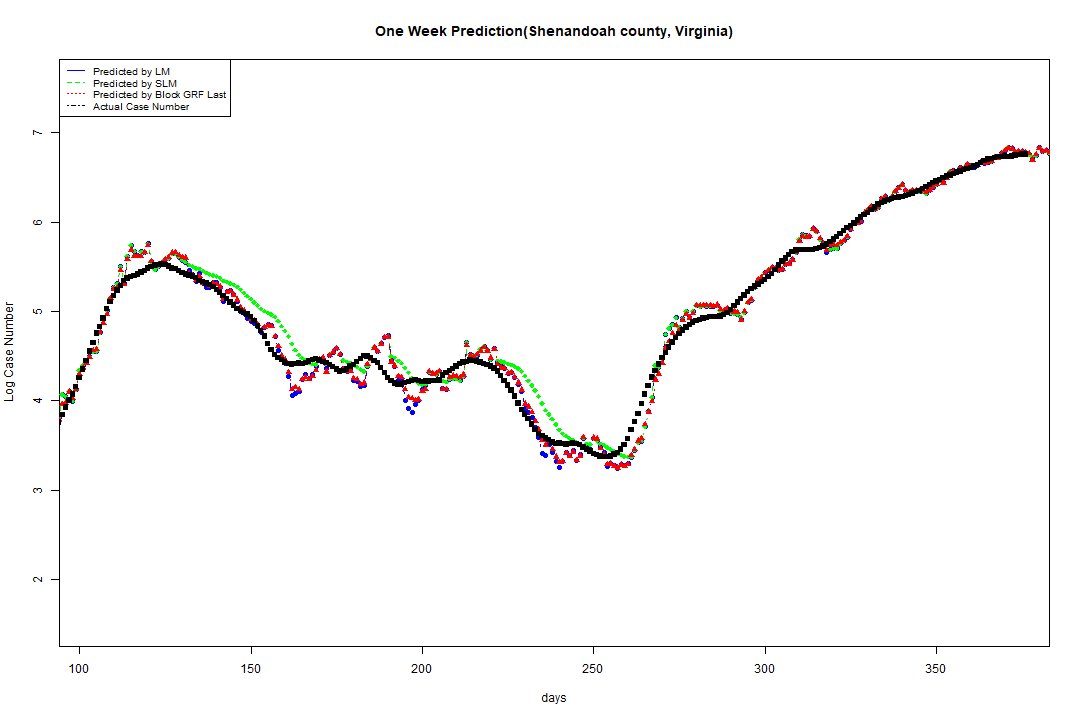 One Week Prediction(Shenandoah county, Virginia)
Predicted by LM
Predicted by SLM
Predicted by Block GRF Last
Actual Case Number
7
6
5
4
3
2
Log Case Number
100 150 200 250 300 350
days